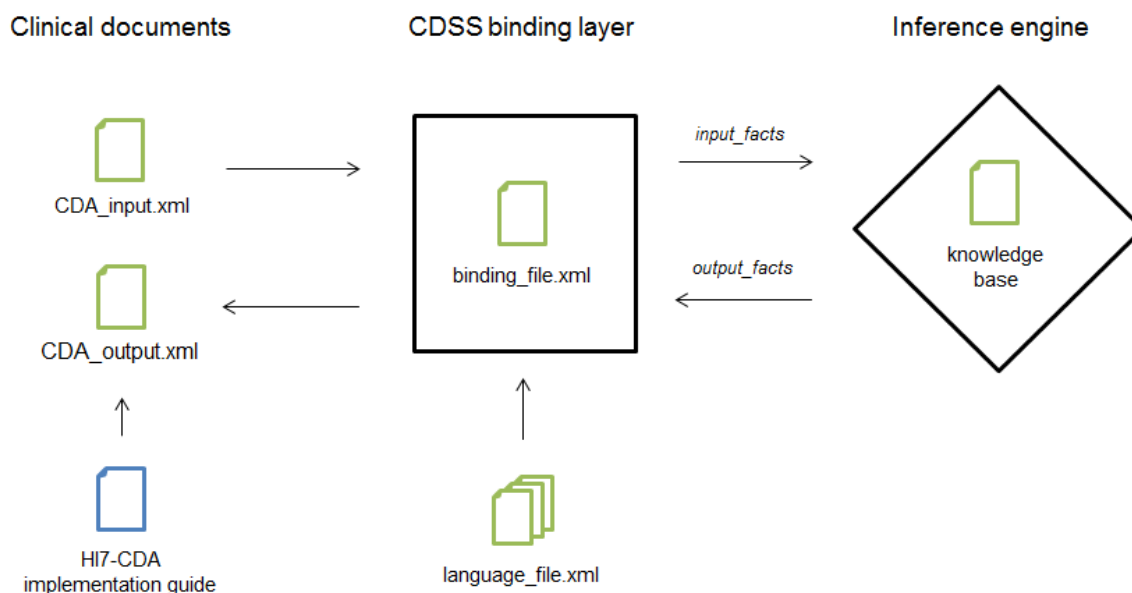 Clinical documents
CDSS binding layer
Inference engine
CDA_input.xml
CDA_output.xml
Hl7-CDA
implementation guide
binding_file.xml
language_file.xml
input_facts
output_facts
knowledge
base